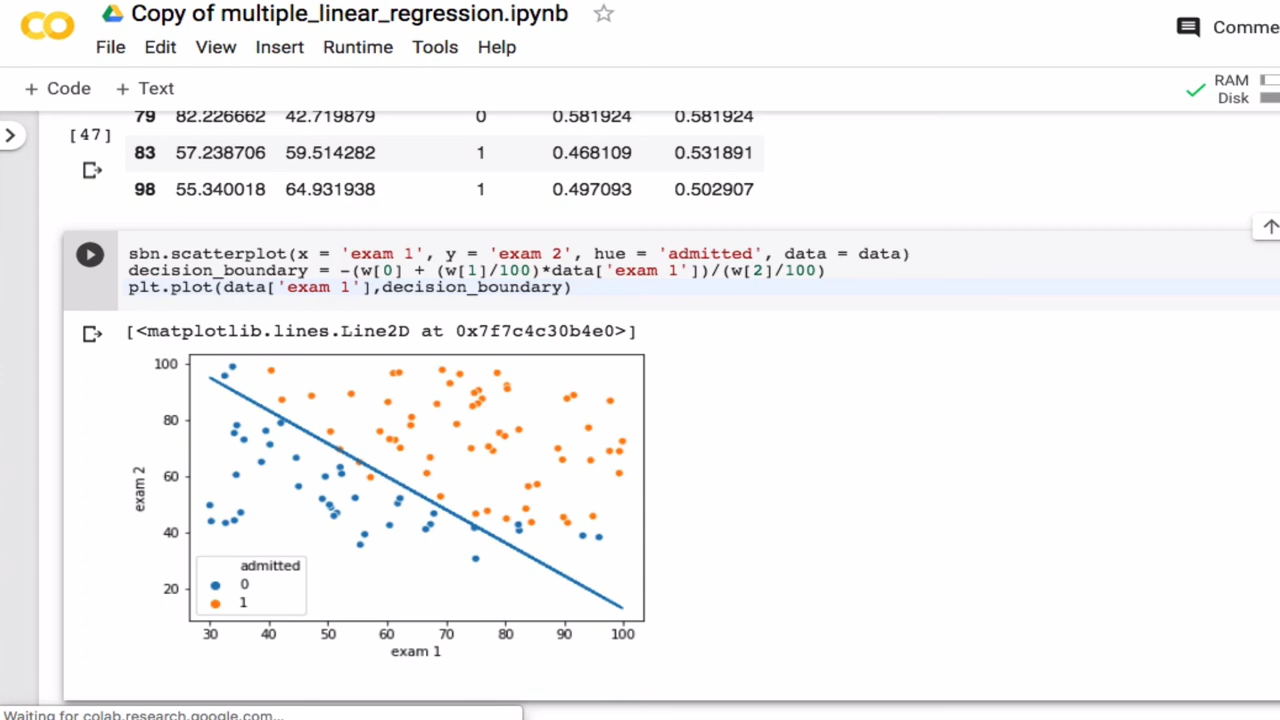 Copy of multiple_linear_regression.ipynb
Comme
File Edit View Insert Runtime Tools Help
+ Code + Text
RAM
Disk
79 82.226662 42.719879 0 0.581924 0.581924
[47]
83 57.238706 59.514282 1 0.468109 0.531891
98 55.340018 64.931938 1 0.497093 0.502907
sbn.scatterplot(x = 'exam 1', y = 'exam 2', hue = 'admitted', data = data)
decision_boundary = -(w[0] + (w[1]/100)*data['exam 1'])/(w[2]/100)
plt.plot(data['exam 1'],decision_boundary)
[<matplotlib.lines.Line2D at 0x7f7c4c30b4e0>]
100
80
60
40
20
exam 2
admitted
0
1
30 40 50 60 70 80 90 100
exam 1
Waiting for colab.research.google.com...